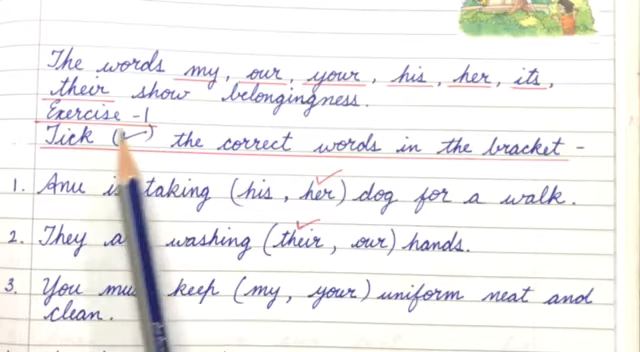 The words my, our, your, his, her, its,
their show belongingness.
Exercise -1
Tick (✓) the correct words in the bracket -
1. Anu is taking (his, her) dog for a walk.
2. They a washing (their, our) hands.
3. You mu keep (my, your) uniform neat and
clean.